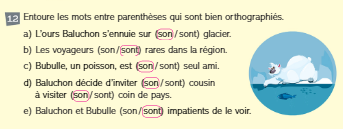 12 Entoure les mots entre parenthèses qui sont bien orthographiés.
a) L'ours Baluchon s'ennuie sur (son / sont) glacier.
b) Les voyageurs (son / sont) rares dans la région.
c) Bubulle, un poisson, est (son / sont) seul ami.
d) Baluchon décide d'inviter (son / sont) cousin
à visiter (son / sont) coin de pays.
e) Baluchon et Bubulle (son / sont) impatients de le voir.